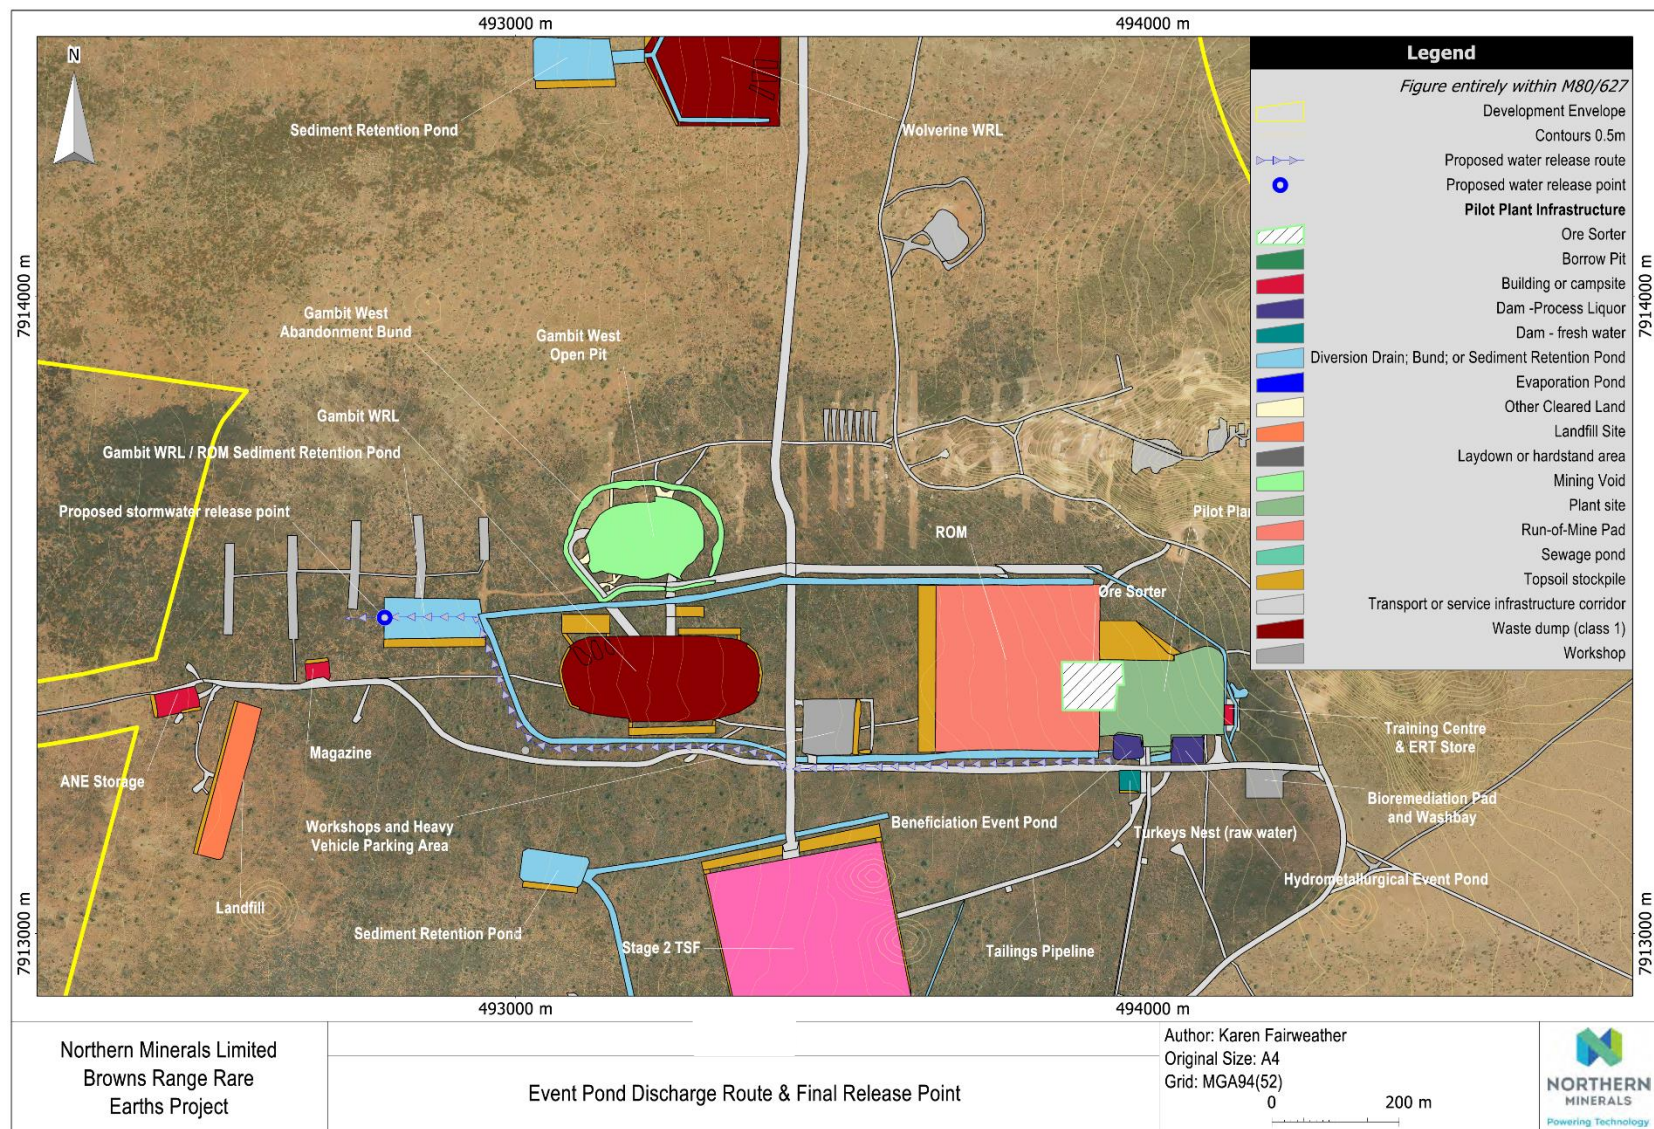 493000 m
494000 m
N
7914000 m
7913000 m
Legend
Figure entirely within M80/627
Development Envelope
Contours 0.5m
Proposed water release route
Proposed water release point
Pilot Plant Infrastructure
Ore Sorter
Borrow Pit
Building or campsite
Dam -Process Liquor
Dam - fresh water
Diversion Drain; Bund; or Sediment Retention Pond
Evaporation Pond
Other Cleared Land
Landfill Site
Laydown or hardstand area
Mining Void
Plant site
Run-of-Mine Pad
Sewage pond
Topsoil stockpile
Transport or service infrastructure corridor
Waste dump (class 1)
Workshop
7914000 m
7913000 m
Sediment Retention Pond
Wolverine WRL
Gambit West
Abandonment Bund
Gambit West
Open Pit
Gambit WRL
Gambit WRL / ROM Sediment Retention Pond
Proposed stormwater release point
ROM
Pilot Plan
Ore Sorter
Magazine
ANE Storage
Training Centre
& ERT Store
Bioremediation Pad
and Washbay
Workshops and Heavy
Vehicle Parking Area
Beneficiation Event Pond
Turkeys Nest (raw water)
Hydrometallurgical Event Pond
Landfill
Sediment Retention Pond
Stage 2 TSF
Tailings Pipeline
493000 m
494000 m
Northern Minerals Limited
Browns Range Rare
Earths Project
Event Pond Discharge Route & Final Release Point
Author: Karen Fairweather
Original Size: A4
Grid: MGA94(52)
0 200 m
NORTHERN
MINERALS
Powering Technology